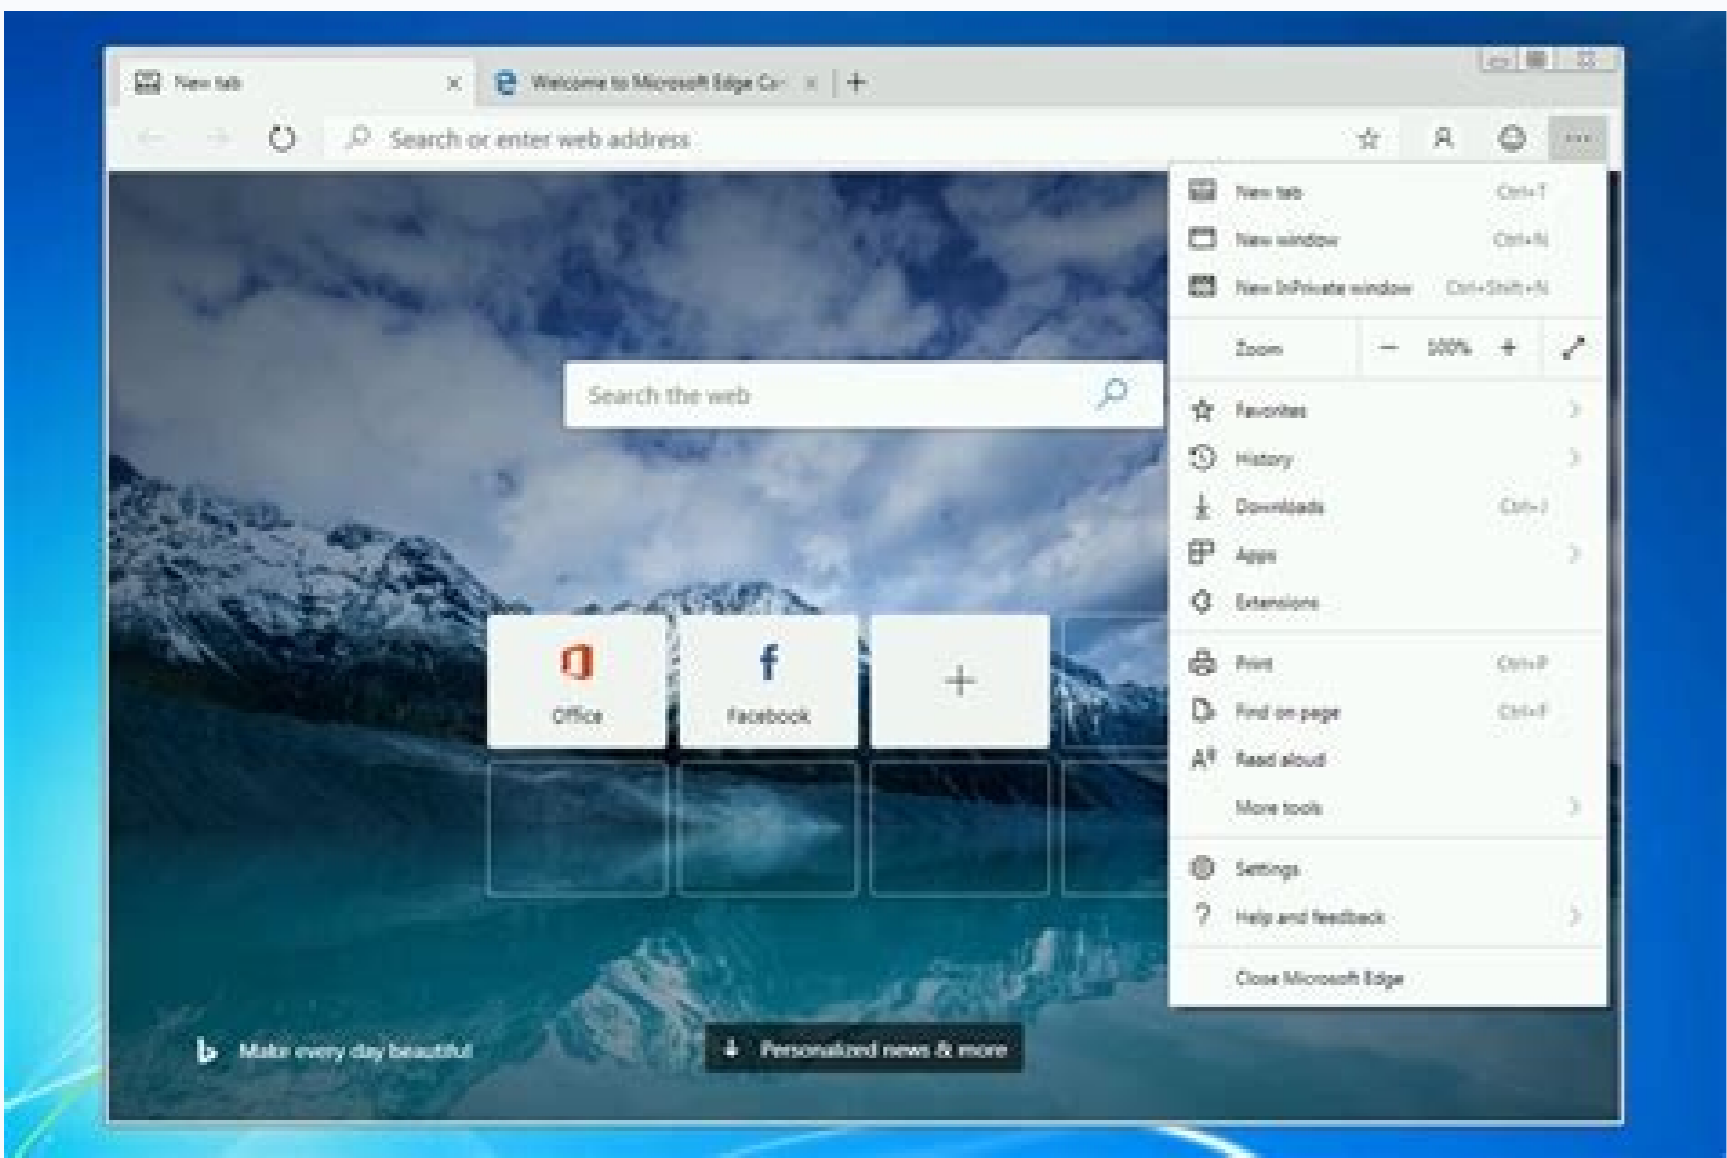 New tab
Welcome to Microsoft Edge Ca
Search or enter web address
New tab Ctrl+T
New window Ctrl+N
New InPrivate window Ctrl+Shift+N
Zoom − 100% +
Search the web
Favorites
History
Downloads Ctrl+J
Apps
Extensions
Office
Facebook
Print Ctrl+P
Find on page Ctrl+F
Read aloud
More tools
Settings
Help and feedback
Close Microsoft Edge
Make every day beautiful
Personalized news & more